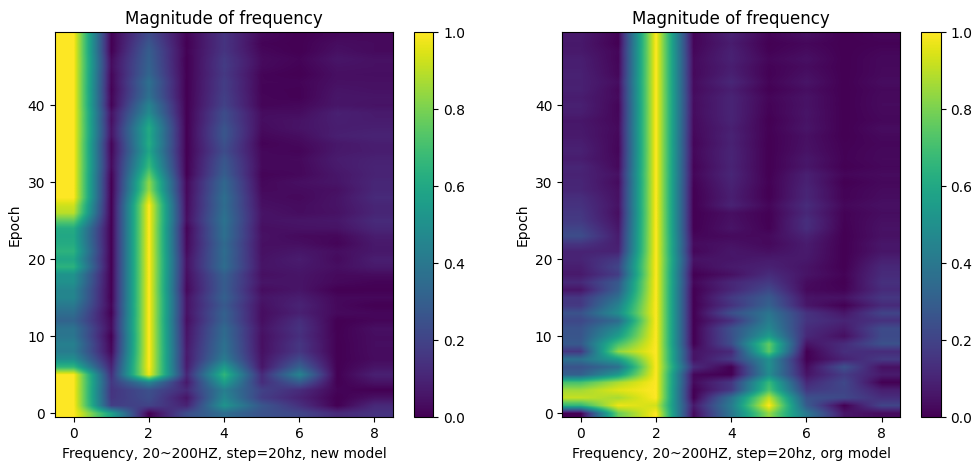 Magnitude of frequency
Epoch
40
30
20
10
0
0 2 4 6 8
Frequency, 20~200HZ, step=20hz, new model
1.0
0.8
0.6
0.4
0.2
0.0
Magnitude of frequency
Epoch
40
30
20
10
0
0 2 4 6 8
Frequency, 20~200HZ, step=20hz, org model
1.0
0.8
0.6
0.4
0.2
0.0